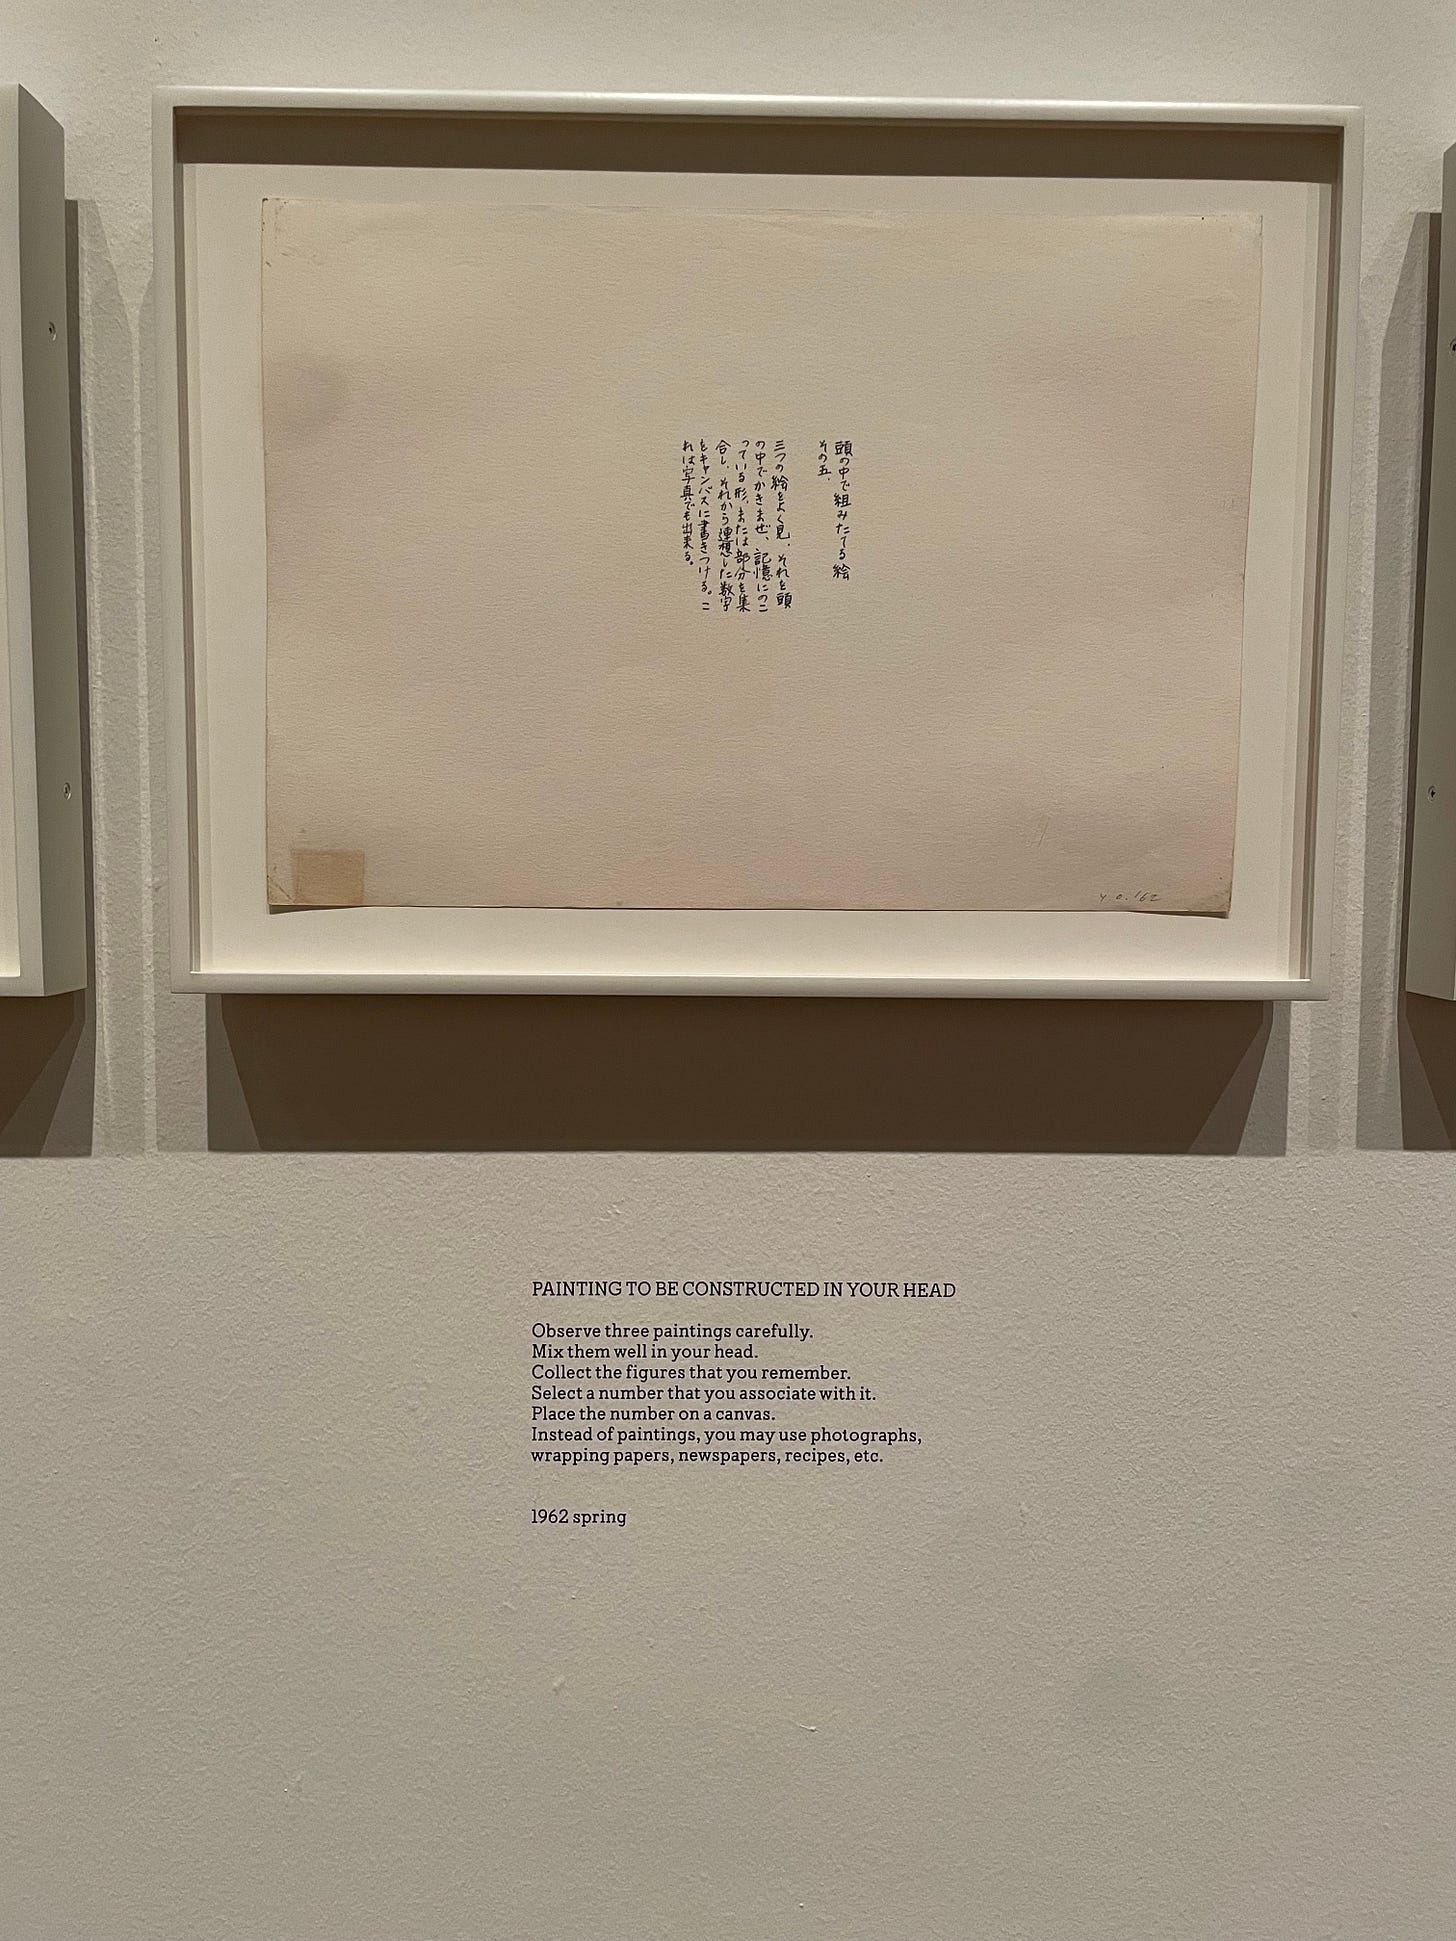 頭の中で組みたてる絵
その五.
三つの絵をよく見、それを頭
の中でかきまぜ、記憶にのこ
っている形、または部分を集
合し、それから連想した数字
をキャンバスに書きつける。こ
れは写真でも出来る。
y.o.'62
PAINTING TO BE CONSTRUCTED IN YOUR HEAD
Observe three paintings carefully.
Mix them well in your head.
Collect the figures that you remember.
Select a number that you associate with it.
Place the number on a canvas.
Instead of paintings, you may use photographs,
wrapping papers, newspapers, recipes, etc.
1962 spring